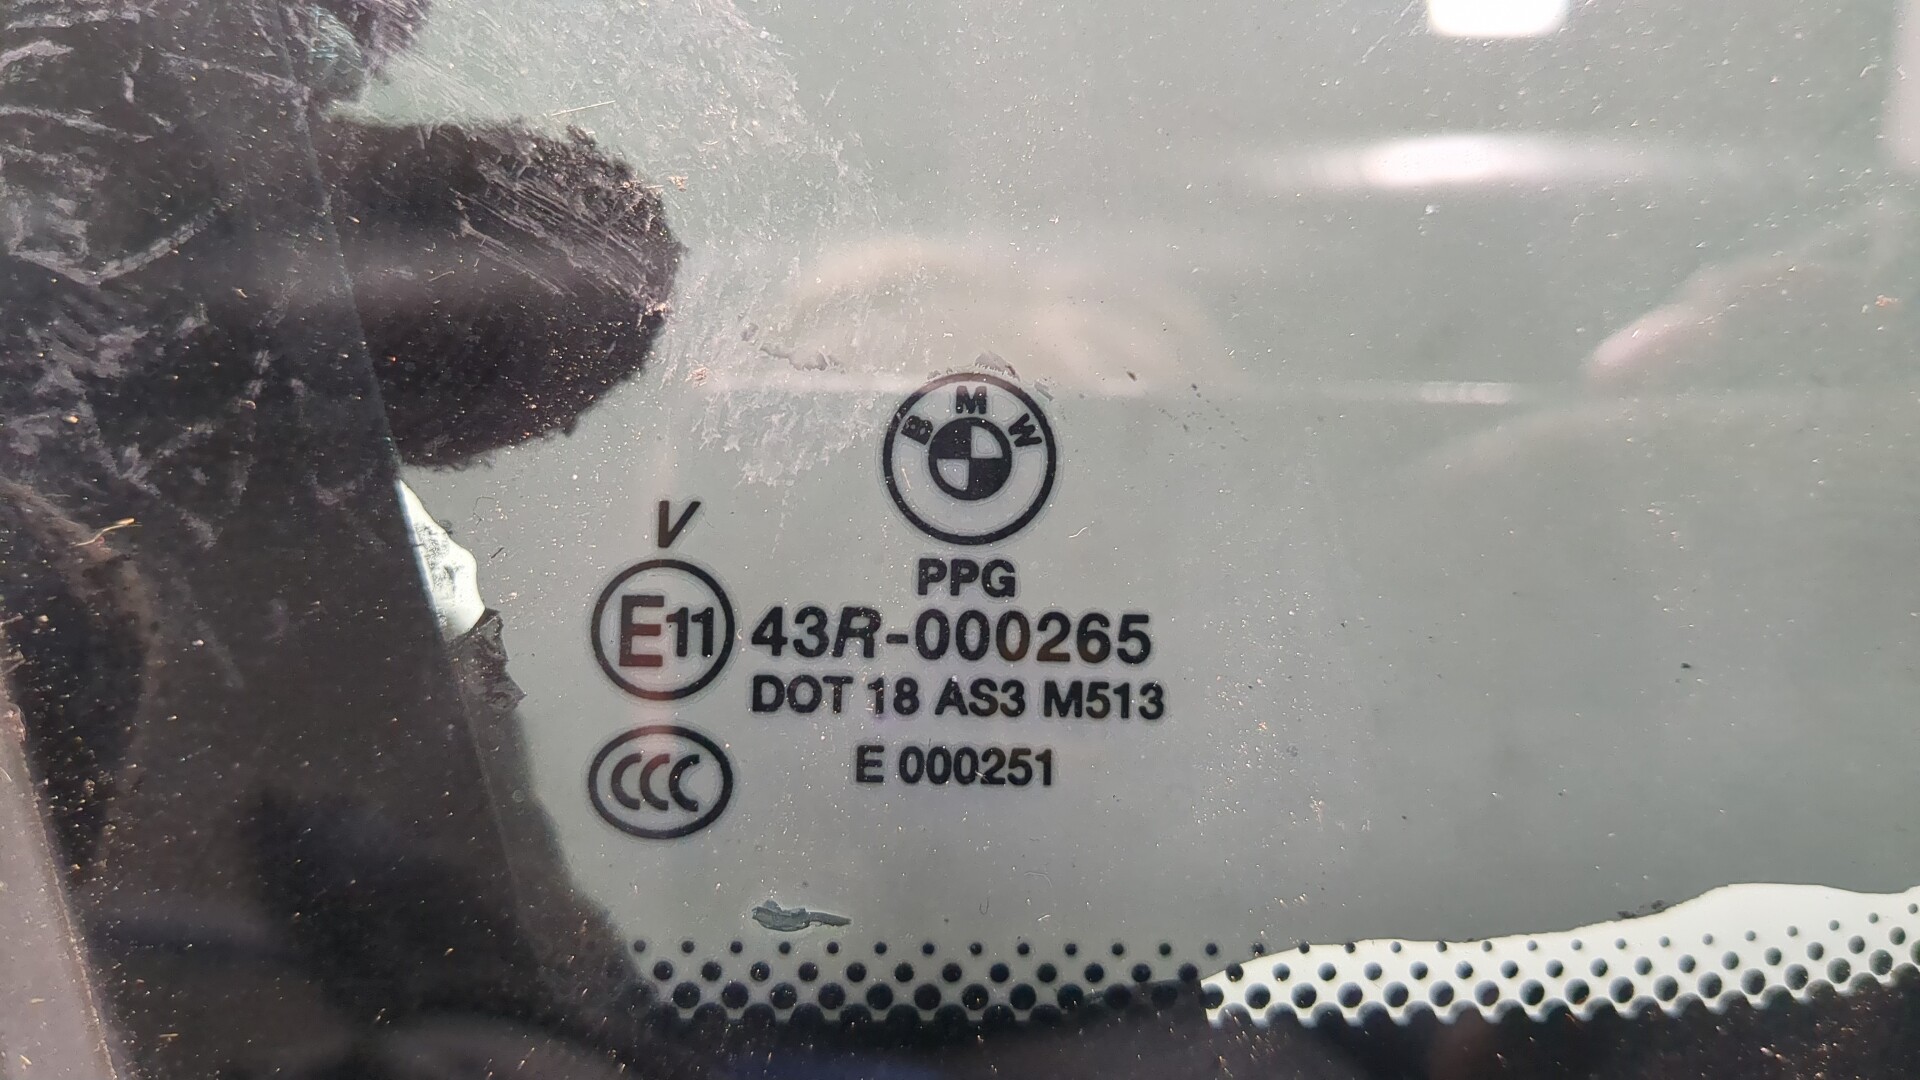 BMW
PPG
V
E11 43R-000265
DOT 18 AS3 M513
CCC
E 000251